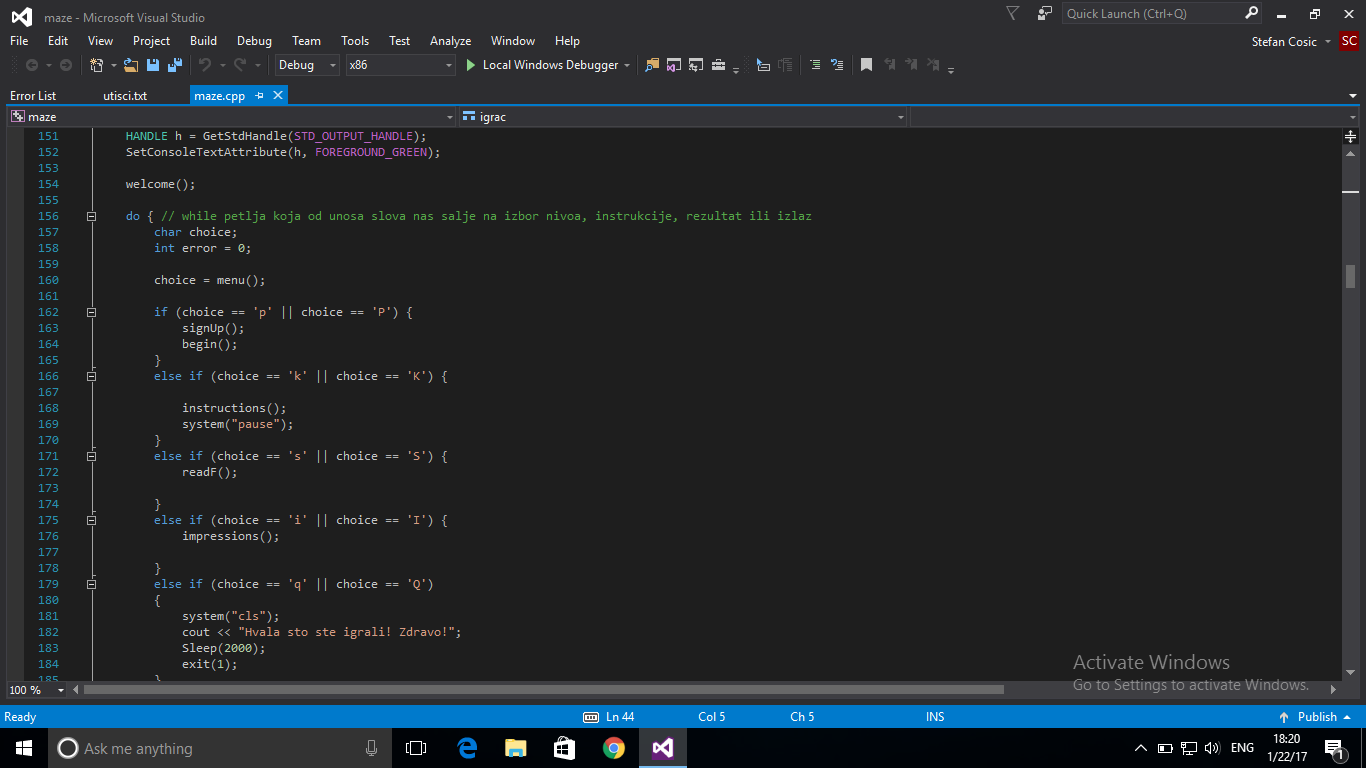 maze - Microsoft Visual Studio
Quick Launch (Ctrl+Q)
File Edit View Project Build Debug Team Tools Test Analyze Window Help
Stefan Cosic SC
Debug x86 Local Windows Debugger
Error List utisci.txt maze.cpp
maze igrac
151 HANDLE h = GetStdHandle(STD_OUTPUT_HANDLE);
152 SetConsoleTextAttribute(h, FOREGROUND_GREEN);
153
154 welcome();
155
156 do { // while petlja koja od unosa slova nas salje na izbor nivoa, instrukcije, rezultat ili izlaz
157 char choice;
158 int error = 0;
159
160 choice = menu();
161
162 if (choice == 'p' || choice == 'P') {
163 signUp();
164 begin();
165 }
166 else if (choice == 'k' || choice == 'K') {
167
168 instructions();
169 system("pause");
170 }
171 else if (choice == 's' || choice == 'S') {
172 readF();
173
174 }
175 else if (choice == 'i' || choice == 'I') {
176 impressions();
177
178 }
179 else if (choice == 'q' || choice == 'Q')
180 {
181 system("cls");
182 cout << "Hvala sto ste igrali! Zdravo!";
183 Sleep(2000);
184 exit(1);
185 }
Activate Windows
Go to Settings to activate Windows.
100 %
Ready Ln 44 Col 5 Ch 5 INS Publish
Ask me anything
ENG 18:20
1/22/17
1